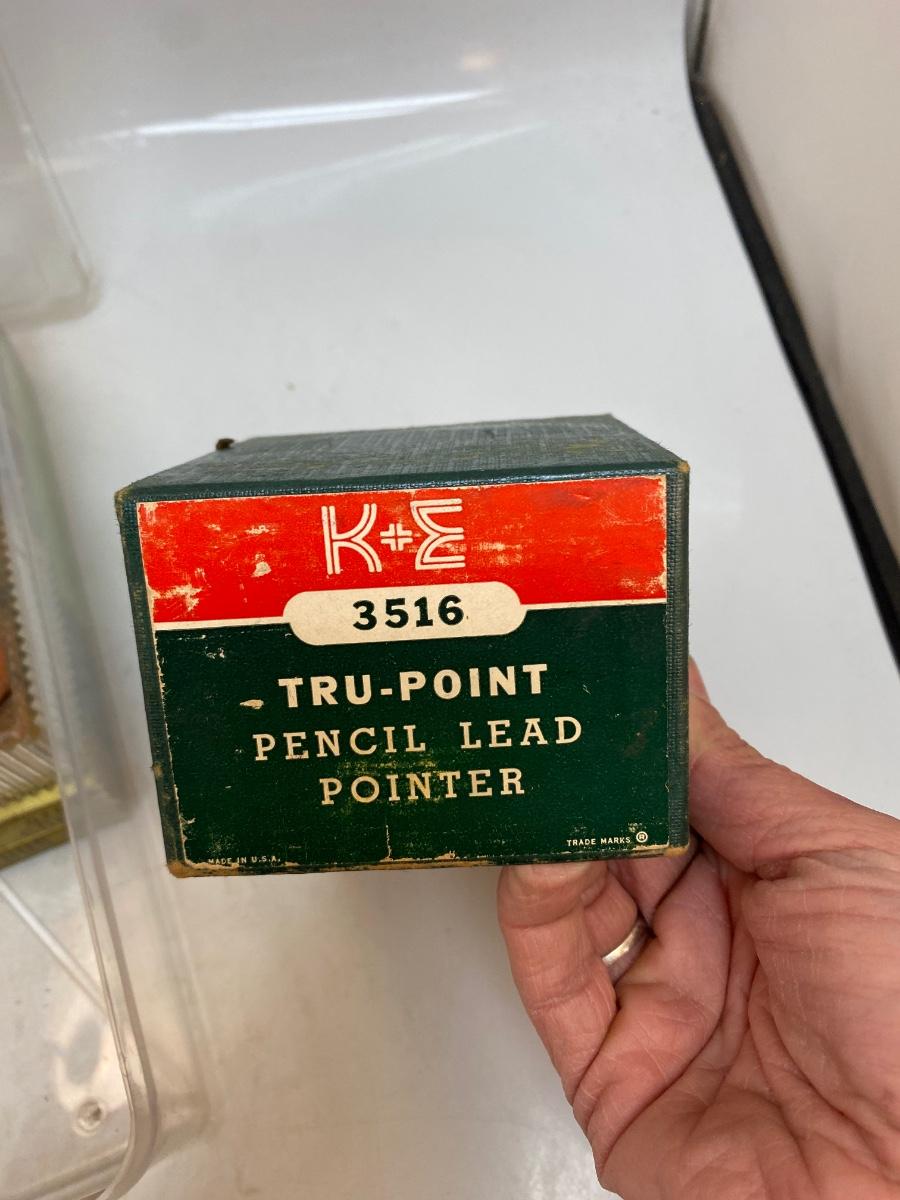 K+E
3516
TRU-POINT
PENCIL LEAD
POINTER
TRADE MARKS ®
MADE IN U.S.A.